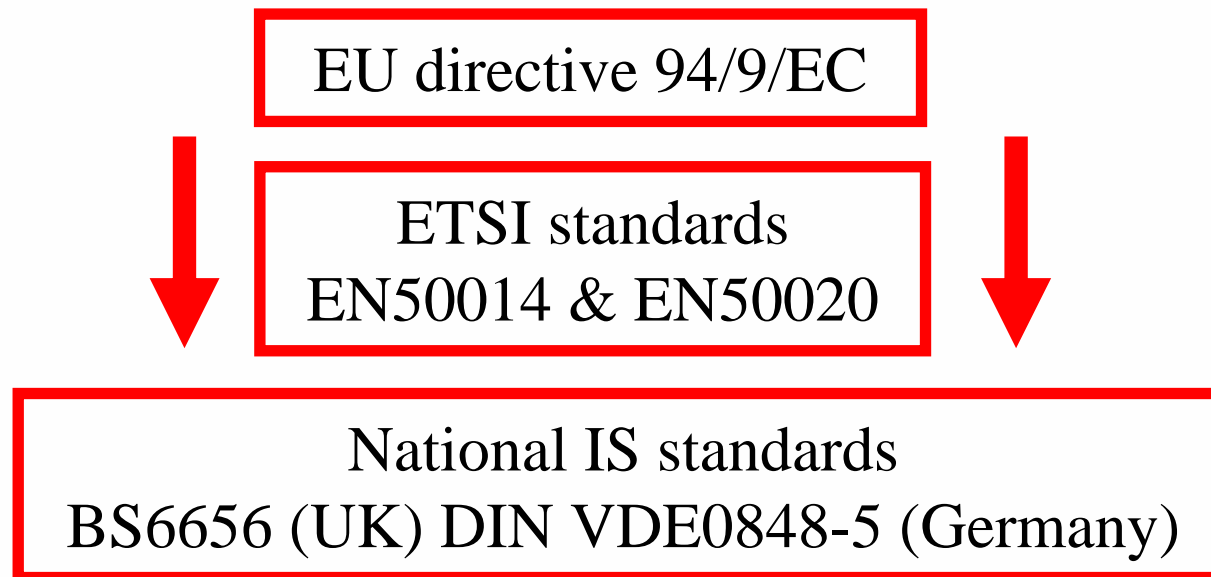 EU directive 94/9/EC
ETSI standards
EN50014 & EN50020
National IS standards
BS6656 (UK) DIN VDE0848-5 (Germany)